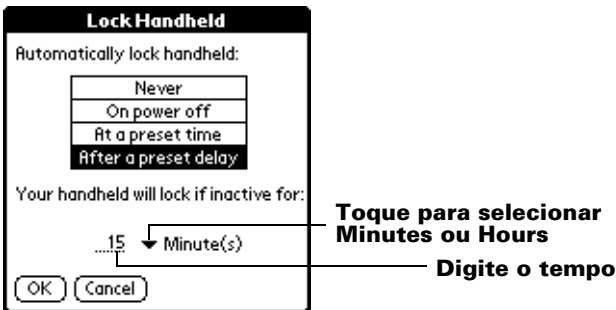 Lock Handheld
Automatically lock handheld:
Never
On power off
At a preset time
After a preset delay
Your handheld will lock if inactive for:
15 Minute(s)
OK Cancel
Toque para selecionar
Minutes ou Hours
Digite o tempo